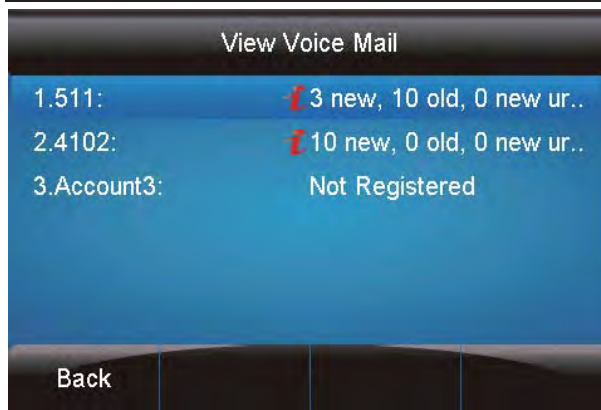 View Voice Mail
1.511: 3 new, 10 old, 0 new ur..
2.4102: 10 new, 0 old, 0 new ur..
3.Account3: Not Registered
Back